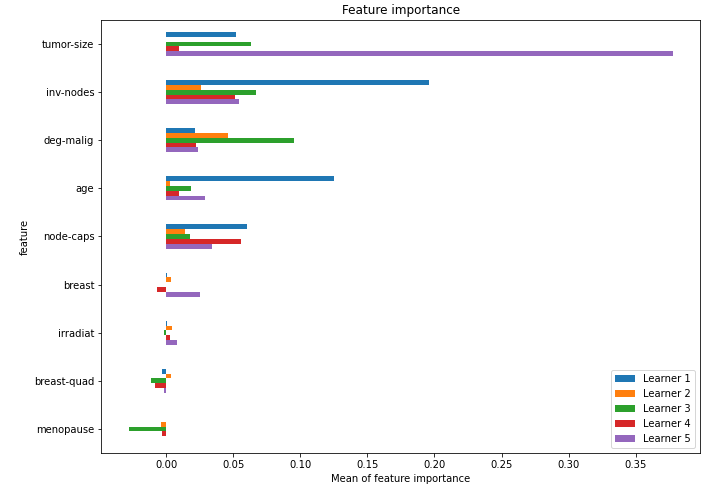 Feature importance
tumor-size
inv-nodes
deg-malig
age
node-caps
breast
irradiat
breast-quad
menopause
feature
Learner 1
Learner 2
Learner 3
Learner 4
Learner 5
0.00 0.05 0.10 0.15 0.20 0.25 0.30 0.35
Mean of feature importance